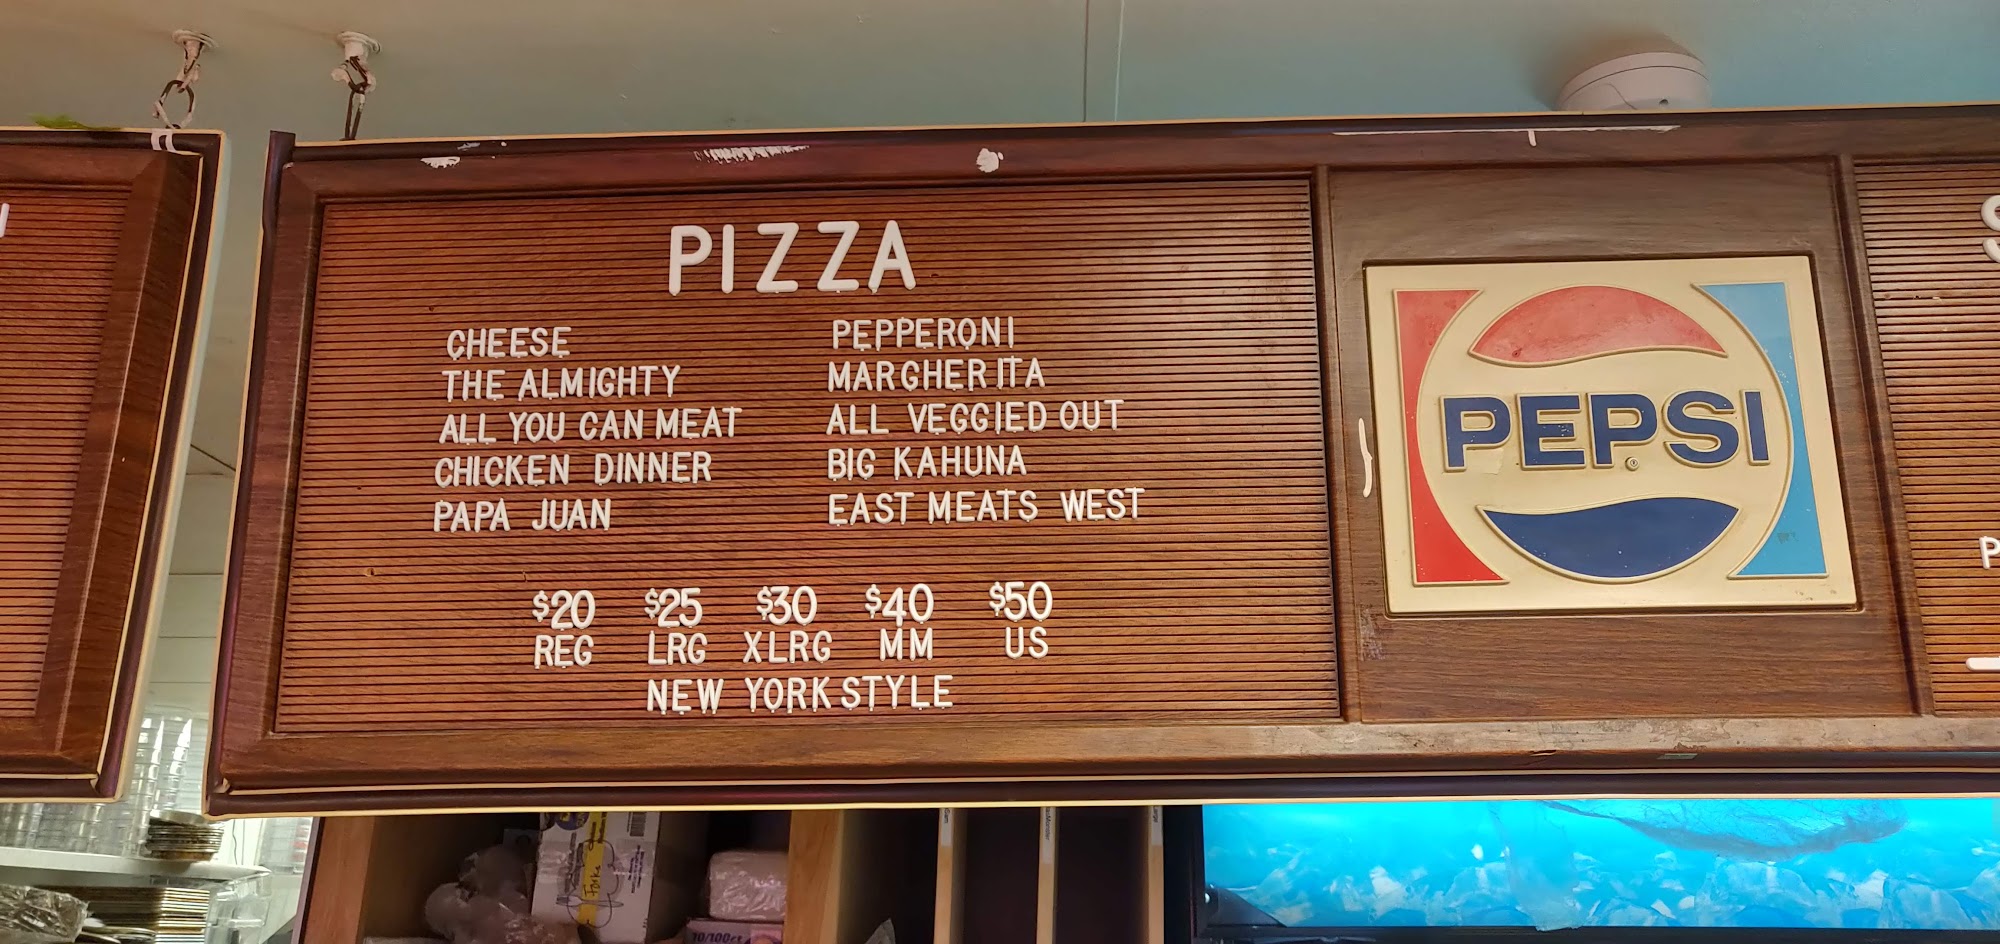 PIZZA
CHEESE
THE ALMIGHTY
ALL YOU CAN MEAT
CHICKEN DINNER
PAPA JUAN
PEPPERONI
MARGHERITA
ALL VEGGIED OUT
BIG KAHUNA
EAST MEATS WEST
$20 $25 $30 $40 $50
REG LRG XLRG MM US
NEW YORK STYLE
PEPSI
Forks